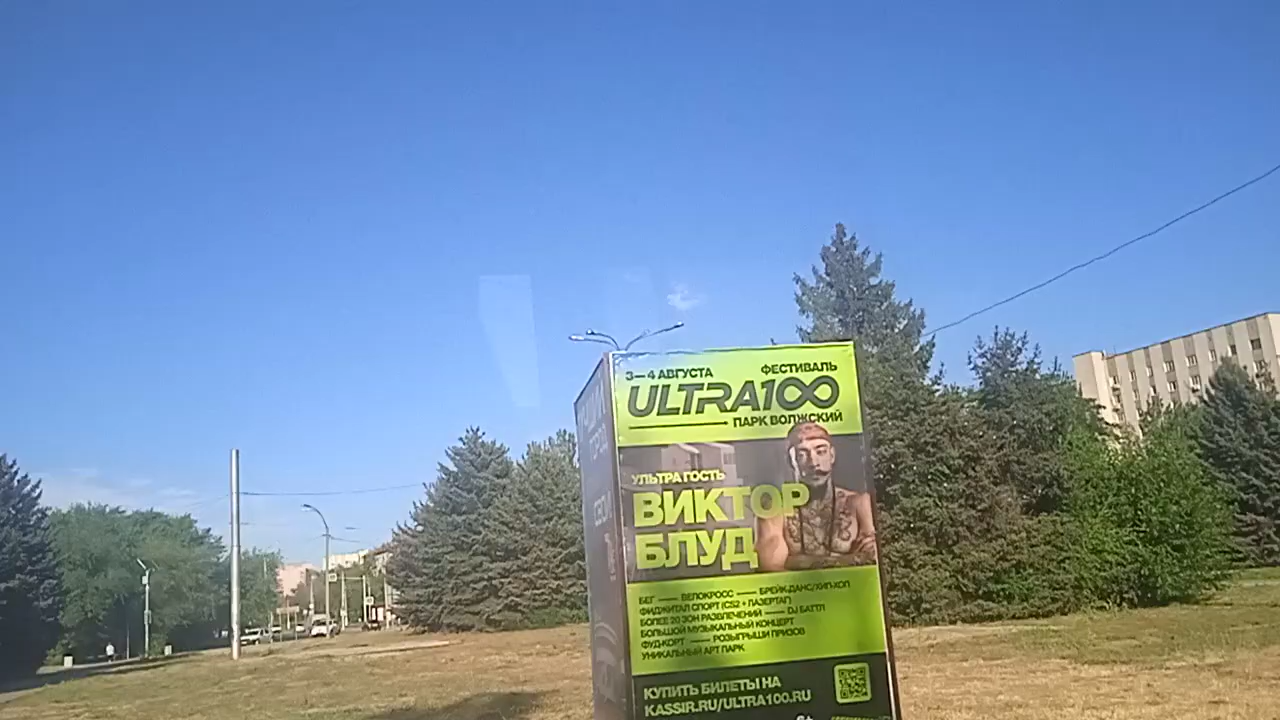 3—4 АВГУСТА ФЕСТИВАЛЬ
ULTRA100
ПАРК ВОЛЖСКИЙ
УЛЬТРА ГОСТЬ
ВИКТОР
БЛУД
БЕГ — ВЕЛОКРОСС — БРЕЙК-ДАНС/ХИП-ХОП
ФИДЖИТАЛ СПОРТ (CS2 + ЛАЗЕРТАГ)
БОЛЕЕ 20 ЗОН РАЗВЛЕЧЕНИЙ — DJ БАТТЛ
БОЛЬШОЙ МУЗЫКАЛЬНЫЙ КОНЦЕРТ
ФУД-КОРТ — РОЗЫГРЫШИ ПРИЗОВ
УНИКАЛЬНЫЙ АРТ ПАРК
КУПИТЬ БИЛЕТЫ НА
KASSIR.RU/ULTRA100.RU